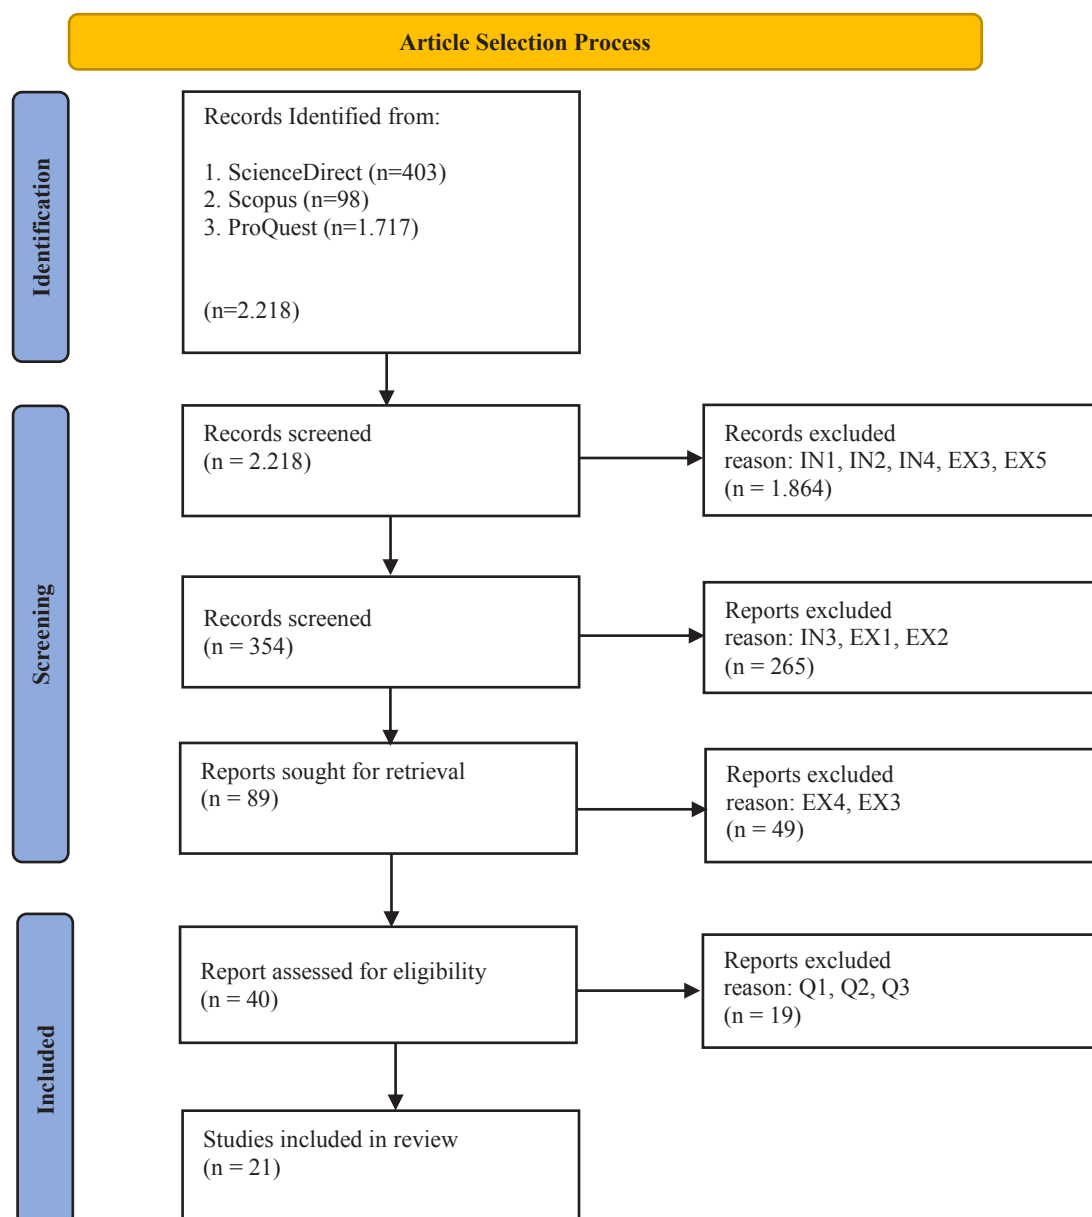 Article Selection Process
Identification
Records Identified from:
1. ScienceDirect (n=403)
2. Scopus (n=98)
3. ProQuest (n=1.717)
(n=2.218)
Screening
Records screened
(n = 2.218)
Records excluded
reason: IN1, IN2, IN4, EX3, EX5
(n = 1.864)
Records screened
(n = 354)
Reports excluded
reason: IN3, EX1, EX2
(n = 265)
Reports sought for retrieval
(n = 89)
Reports excluded
reason: EX4, EX3
(n = 49)
Included
Report assessed for eligibility
(n = 40)
Reports excluded
reason: Q1, Q2, Q3
(n = 19)
Studies included in review
(n = 21)